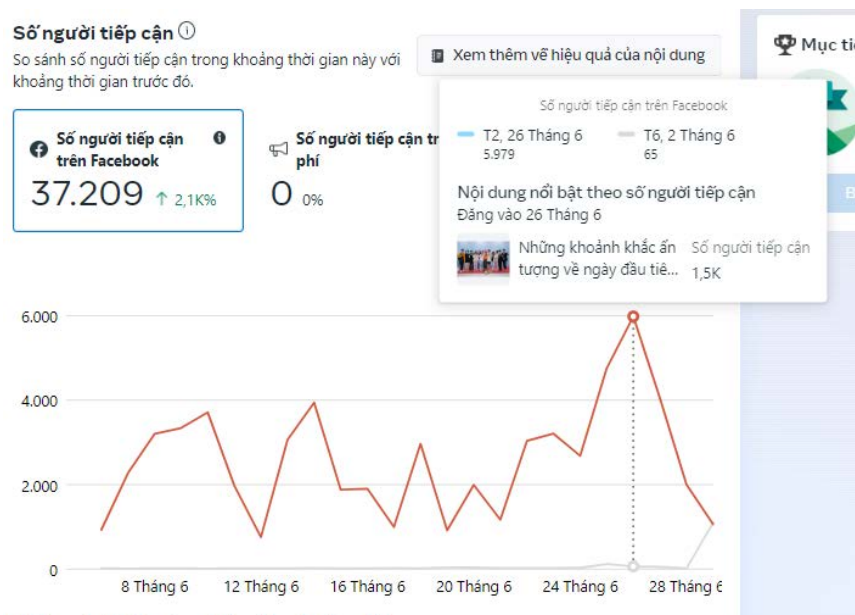 Số người tiếp cận
So sánh số người tiếp cận trong khoảng thời gian này với
khoảng thời gian trước đó.
Xem thêm về hiệu quả của nội dung
Mục
Số người tiếp cận
trên Facebook
37.209 ↑ 2,1K%
Số người tiếp cận
phí
0 0%
Số người tiếp cận trên Facebook
T2, 26 Tháng 6
5.979
T6, 2 Tháng 6
65
Nội dung nổi bật theo số người tiếp cận
Đăng vào 26 Tháng 6
Những khoảnh khắc ấn
tượng về ngày đầu tiê...
Số người tiếp cận
1,5K
6.000
4.000
2.000
0
8 Tháng 6 12 Tháng 6 16 Tháng 6 20 Tháng 6 24 Tháng 6 28 Tháng 6